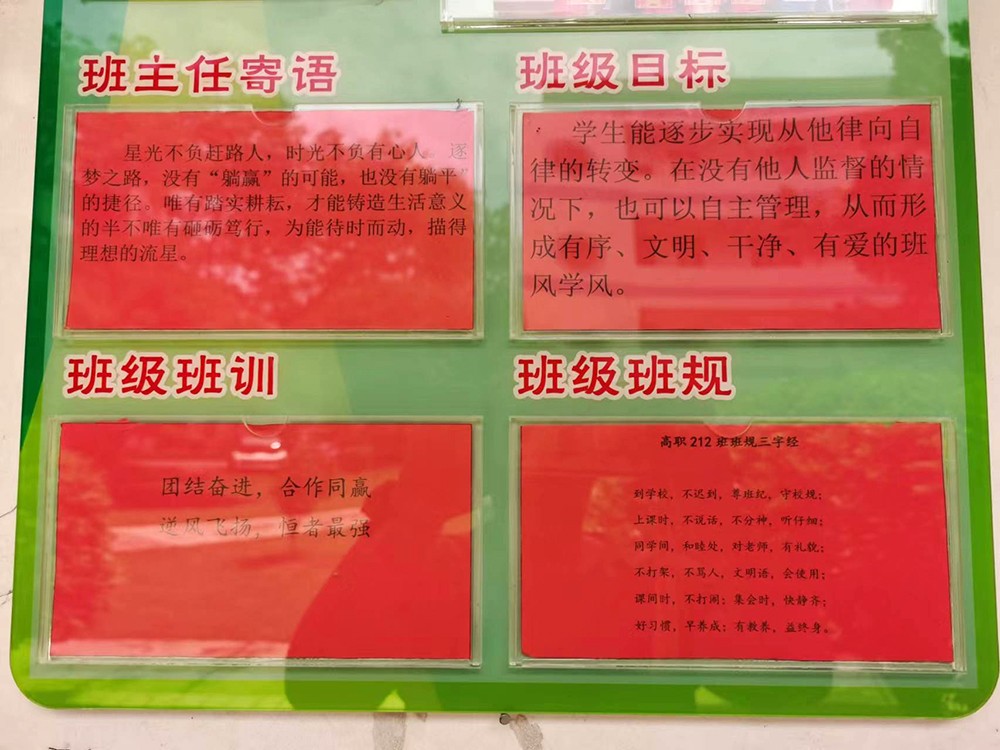 班主任寄语
星光不负赶路人，时光不负有心人。逐
梦之路，没有“躺赢”的可能，也没有躺平”
的捷径。唯有踏实耕耘，才能铸造生活意义
的半不唯有砸砺笃行，为能待时而动，描得
理想的流星。
班级目标
学生能逐步实现从他律向自
律的转变。在没有他人监督的情
况下，也可以自主管理，从而形
成有序、文明、干净、有爱的班
风学风。
班级班训
团结奋进，合作同赢
逆风飞扬，恒者最强
班级班规
高职212班班规三字经
到学校，不迟到，尊班纪，守校规；
上课时，不说话，不分神，听仔细；
同学间，和睦处，对老师，有礼貌；
不打架，不骂人，文明语，会使用；
课间时，不打闹；集会时，快静齐；
好习惯，早养成；有教养，益终身。